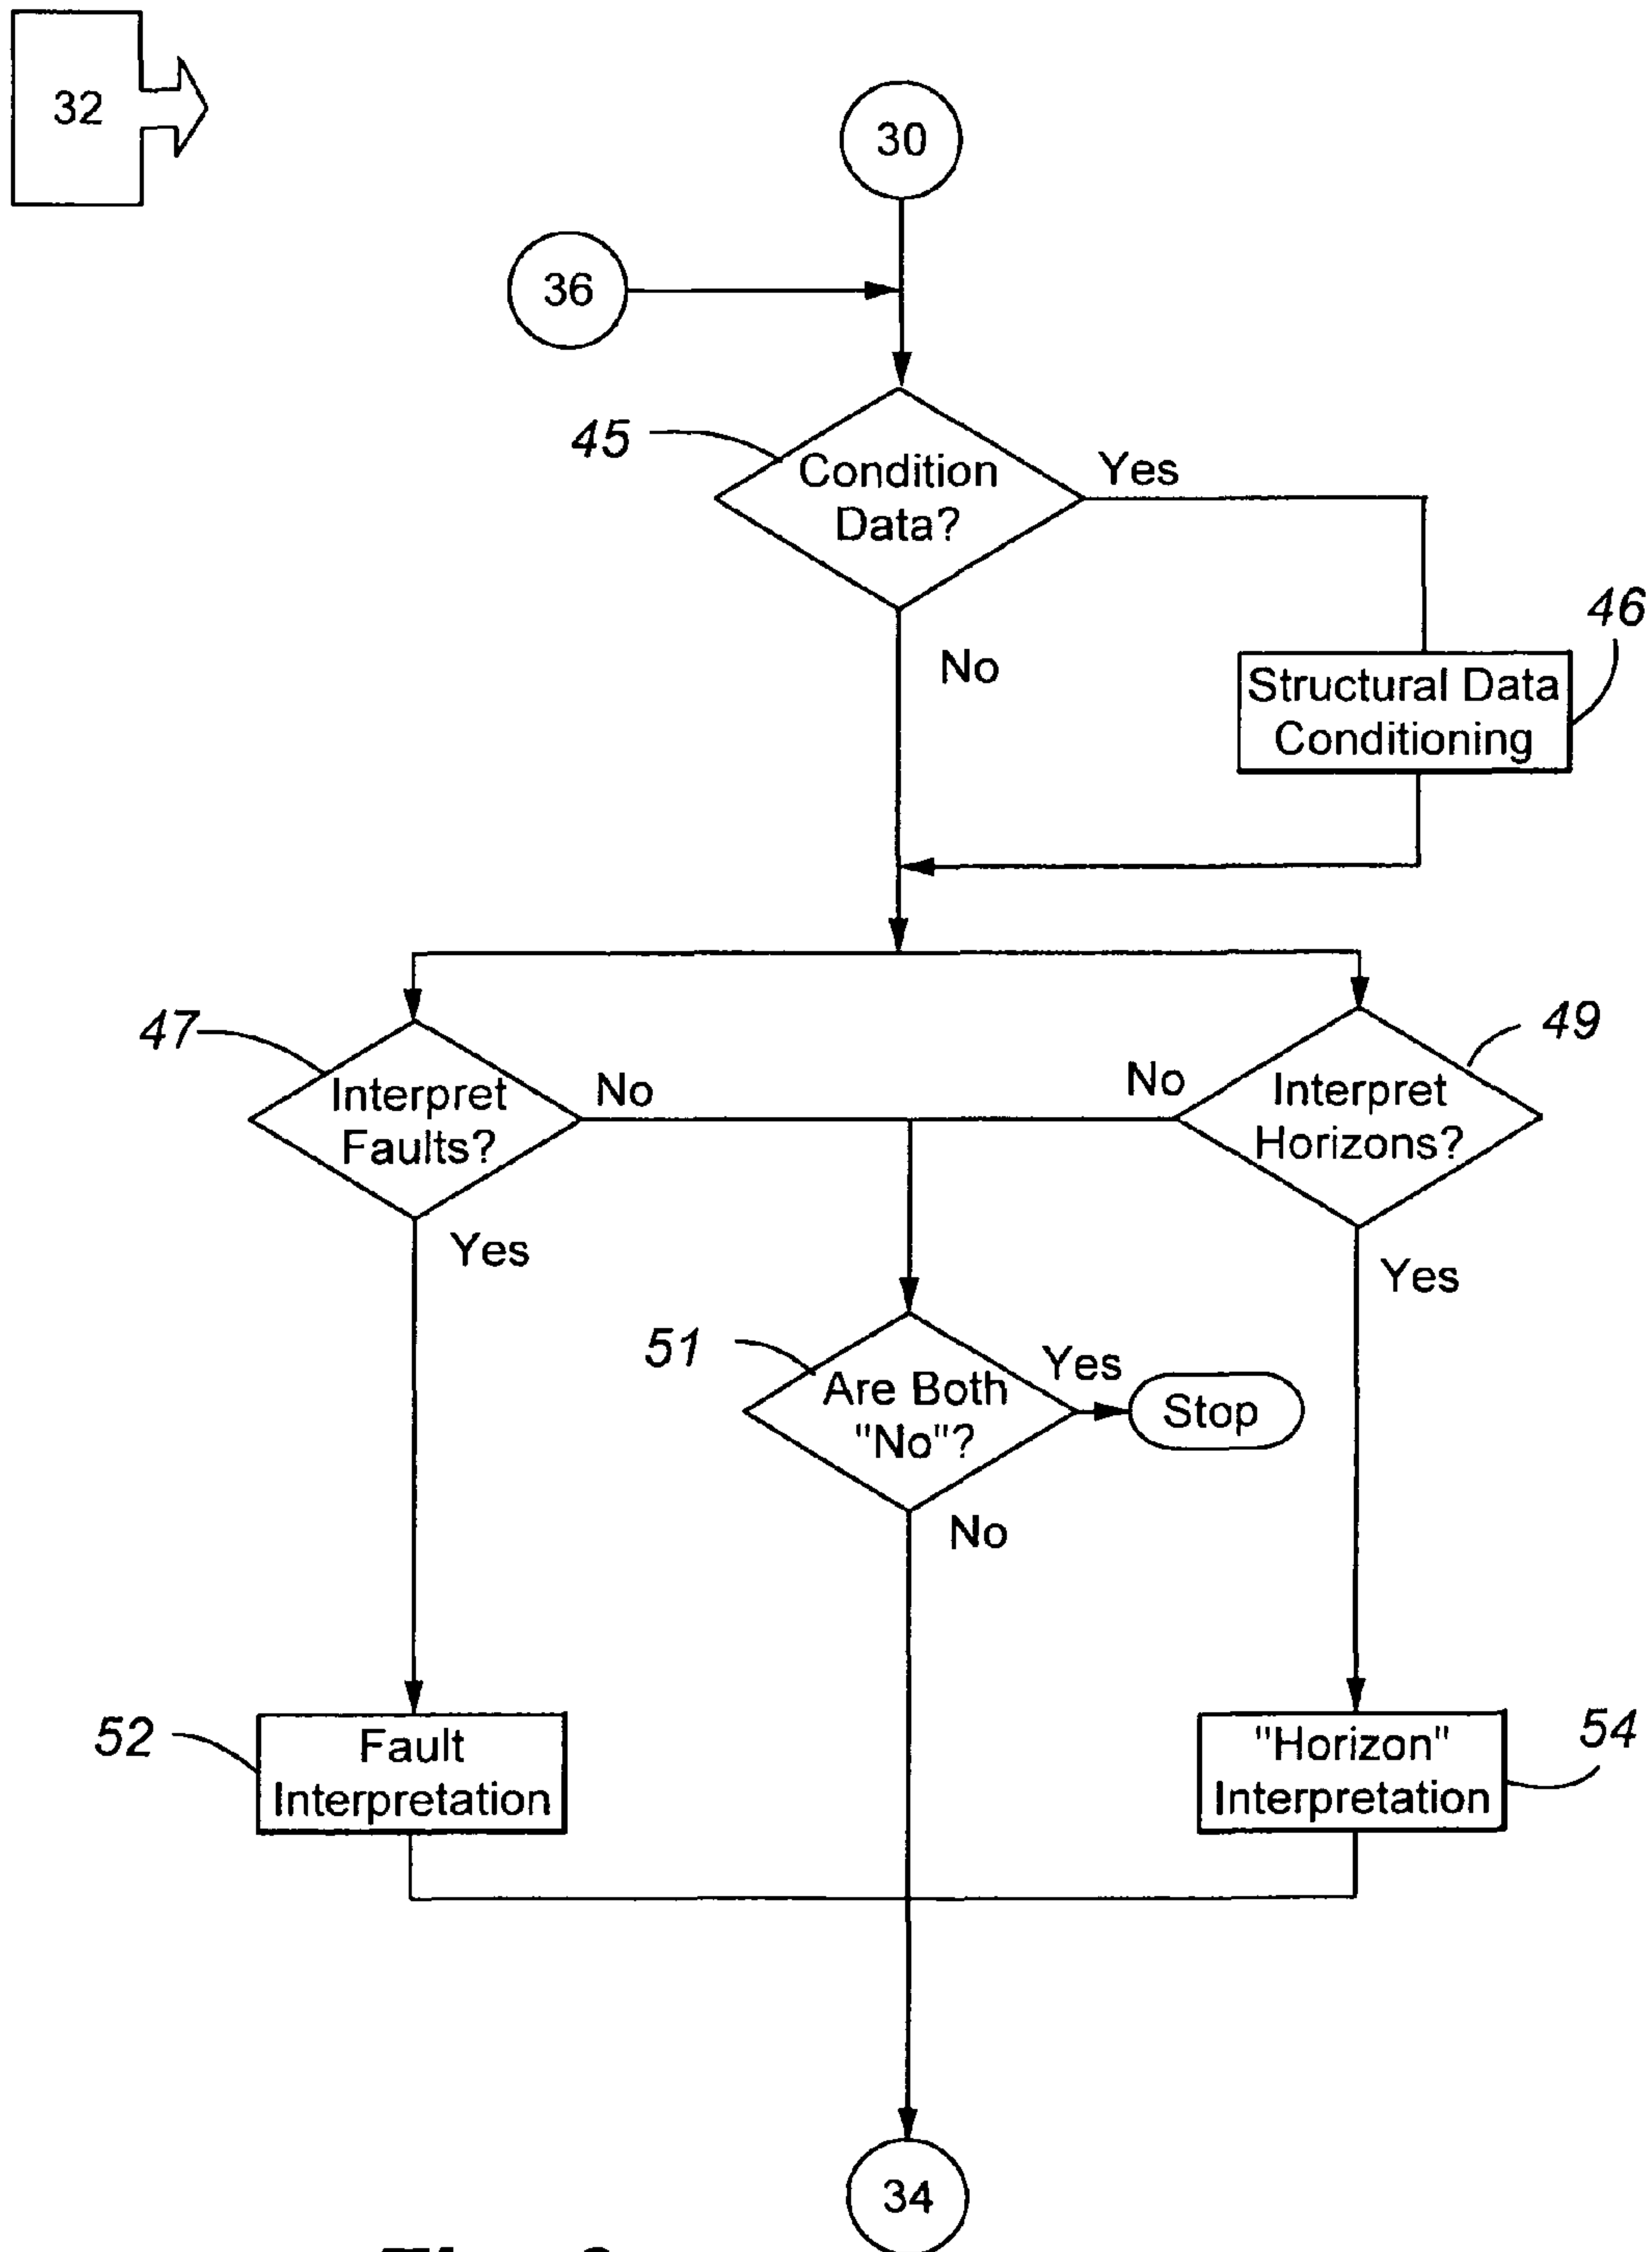 32
30
36
45
Condition
Data?
Yes
No
46
Structural Data
Conditioning
47
Interpret
Faults?
No
Yes
49
No
Interpret
Horizons?
Yes
51
Are Both
"No"?
Yes
Stop
No
52
Fault
Interpretation
"Horizon"
Interpretation
54
34